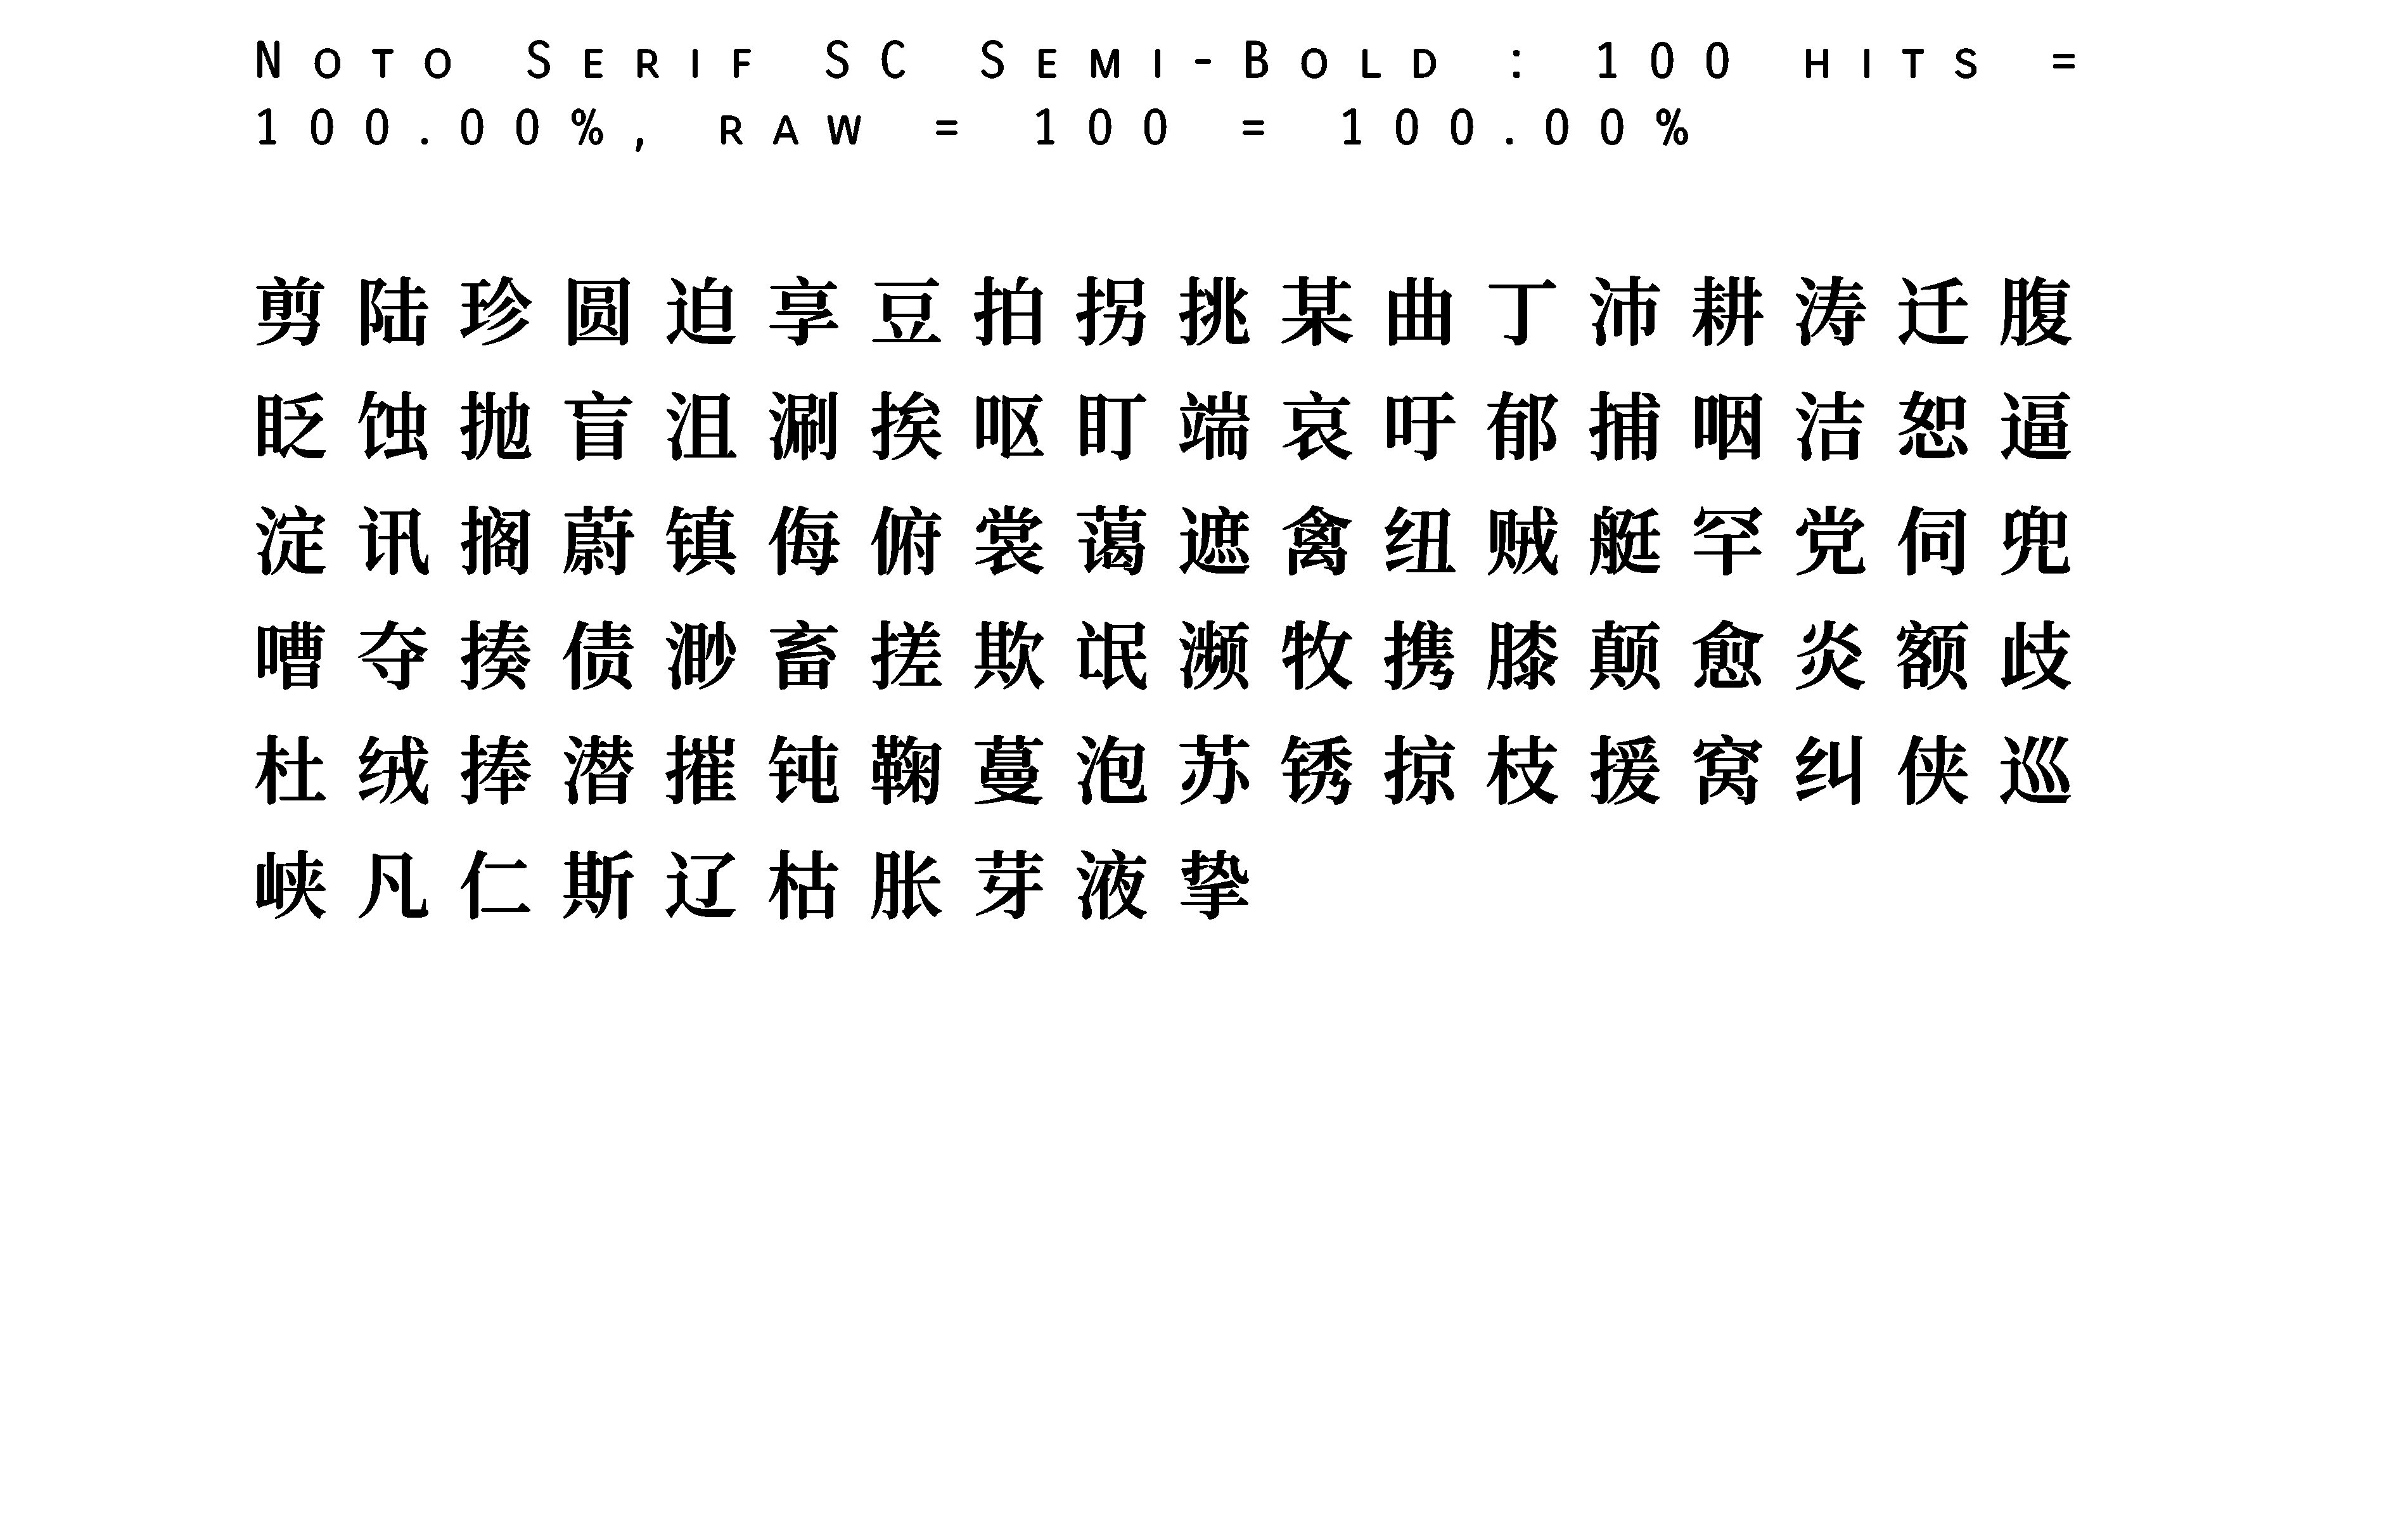 Noto Serif SC Semi-Bold : 100 hits =
100.00%, raw = 100 = 100.00%
剪陆珍圆迫享豆拍拐挑某曲丁沛耕涛迁腹
眨蚀抛盲沮涮挨呕盯端哀吁郁捕咽洁恕逼
淀讯搁蔚镇侮俯裳蔼遮禽纽贼艇罕党伺兜
嘈夺揍债渺畜搓欺氓濒牧携膝颠愈炎额歧
杜绒捧潜摧钝鞠蔓泡苏锈掠枝援窝纠侠巡
峡凡仁斯辽枯胀芽液挚